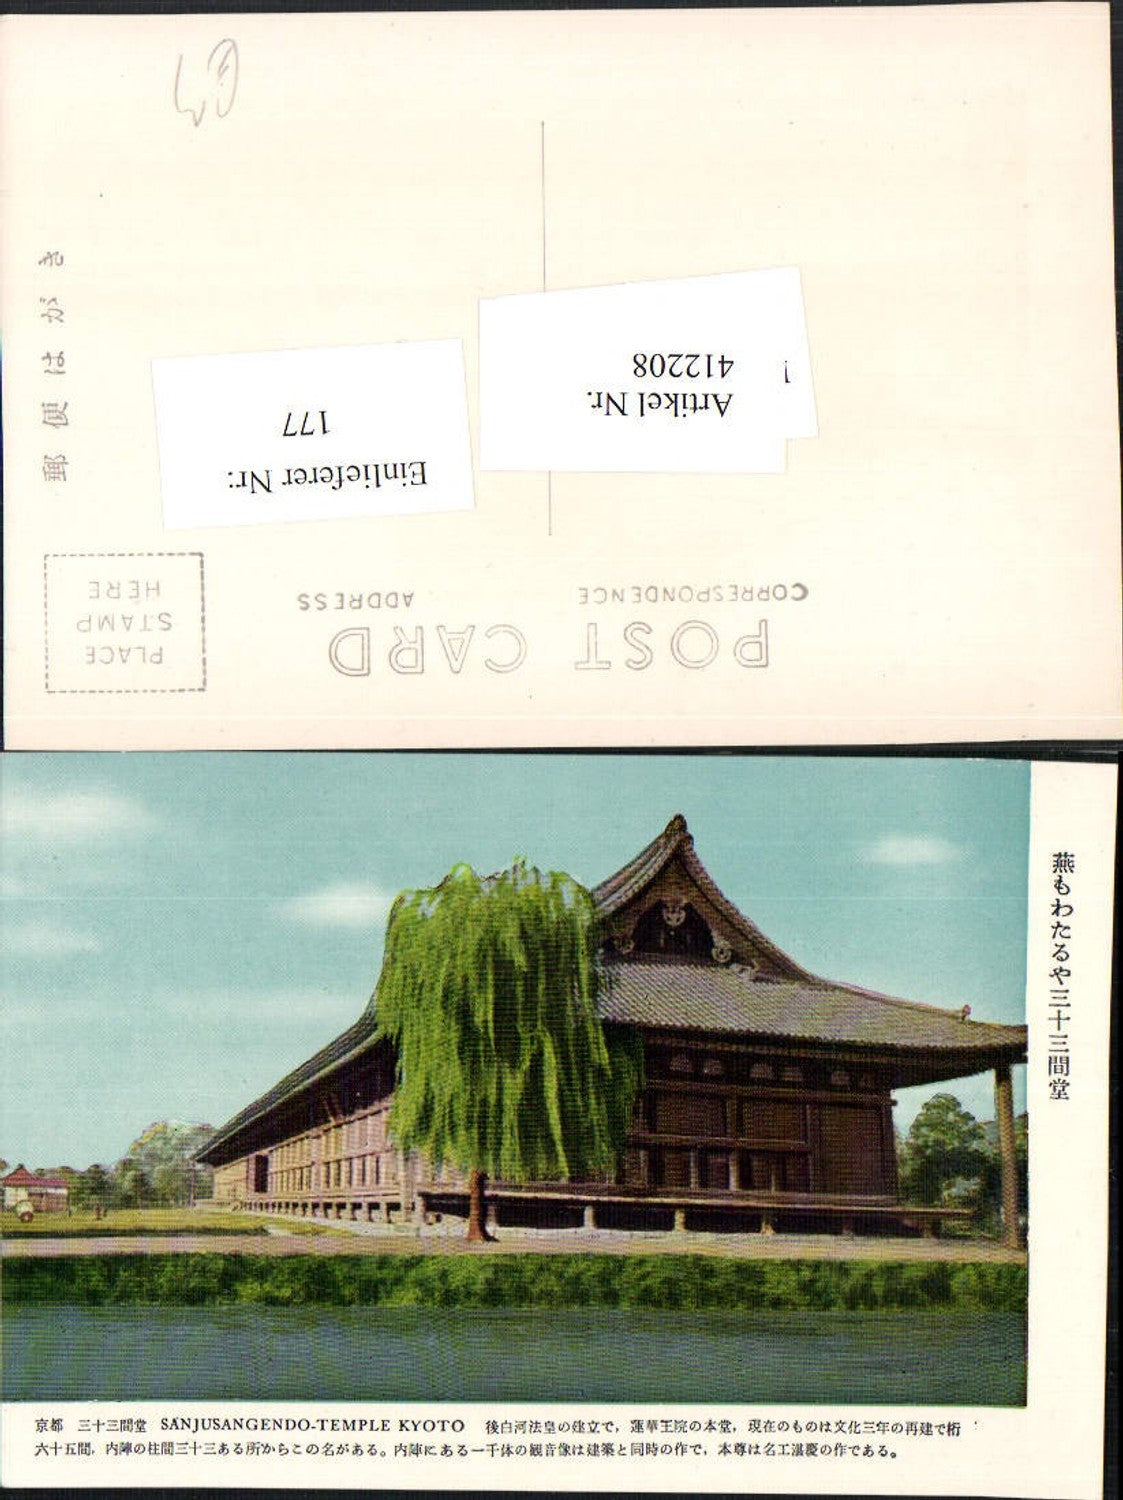 POST CARD
CORRESPONDENCE
ADDRESS
PLACE
STAMP
HERE
郵便はがき
Einlieferer Nr.:
177
Artikel Nr.
412208
燕もわたるや三十三間堂
京都 三十三間堂 SANJUSANGENDO-TEMPLE KYOTO 後白河法皇の建立で，蓮華王院の本堂，現在のものは文化三年の再建で桁
六十五間，内陣の柱間三十三ある所からこの名がある。内陣にある一千体の観音像は建築と同時の作で，本尊は名工湛慶の作である。